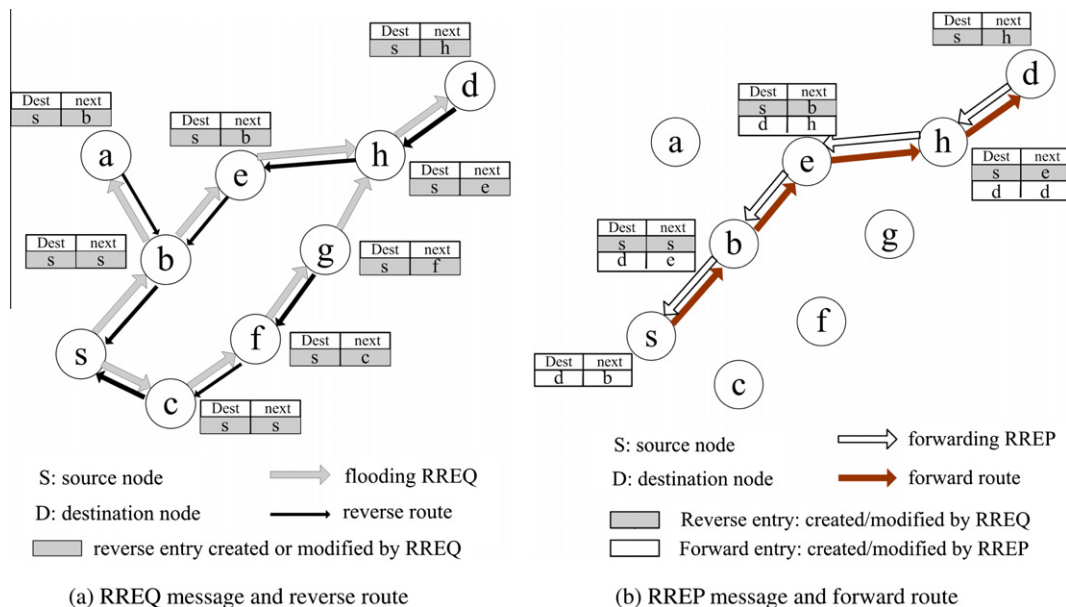 Dest next
s h
d
Dest next
s b
a
Dest next
s b
e
h
Dest next
s e
Dest next
s s
b
g
Dest next
s f
s
f
Dest next
s c
c
Dest next
s s
S: source node
flooding RREQ
D: destination node
reverse route
reverse entry created or modified by RREQ
(a) RREQ message and reverse route
Dest next
s h
d
Dest next
s b
d h
a
e
h
Dest next
s e
d d
Dest next
s s
d e
b
g
s
f
Dest next
d b
c
S: source node
forwarding RREP
D: destination node
forward route
Reverse entry: created/modified by RREQ
Forward entry: created/modified by RREP
(b) RREP message and forward route